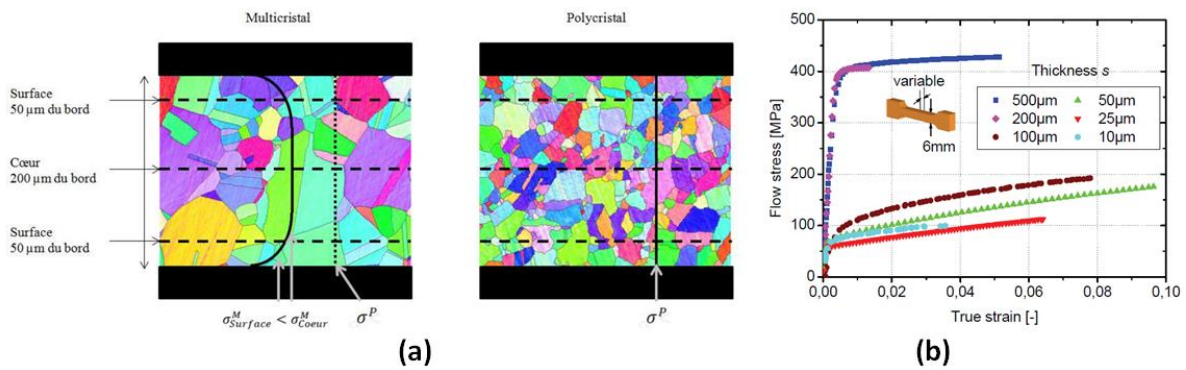 Multicristal
Polycristal
Surface
50 µm du bord
Cœur
200 µm du bord
Surface
50 µm du bord
σ^M_Surface < σ^M_Coeur
σ^P
σ^P
(a)
500
400
300
200
100
0
Flow stress [MPa]
variable
6mm
Thickness s
500µm
50µm
200µm
25µm
100µm
10µm
0,00
0,02
0,04
0,06
0,08
0,10
True strain [-]
(b)